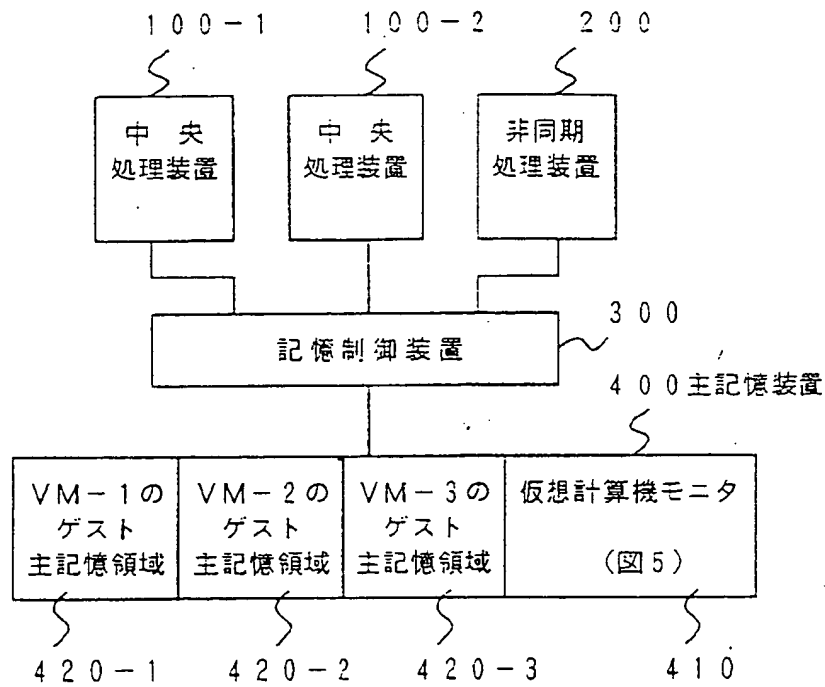 100-1 100-2 200
中央 中央 非同期
処理装置 処理装置 処理装置
記憶制御装置
300
400主記憶装置
VM-1の VM-2の VM-3の 仮想計算機モニタ
ゲスト ゲスト ゲスト
主記憶領域 主記憶領域 主記憶領域 (図5)
420-1 420-2 420-3 410